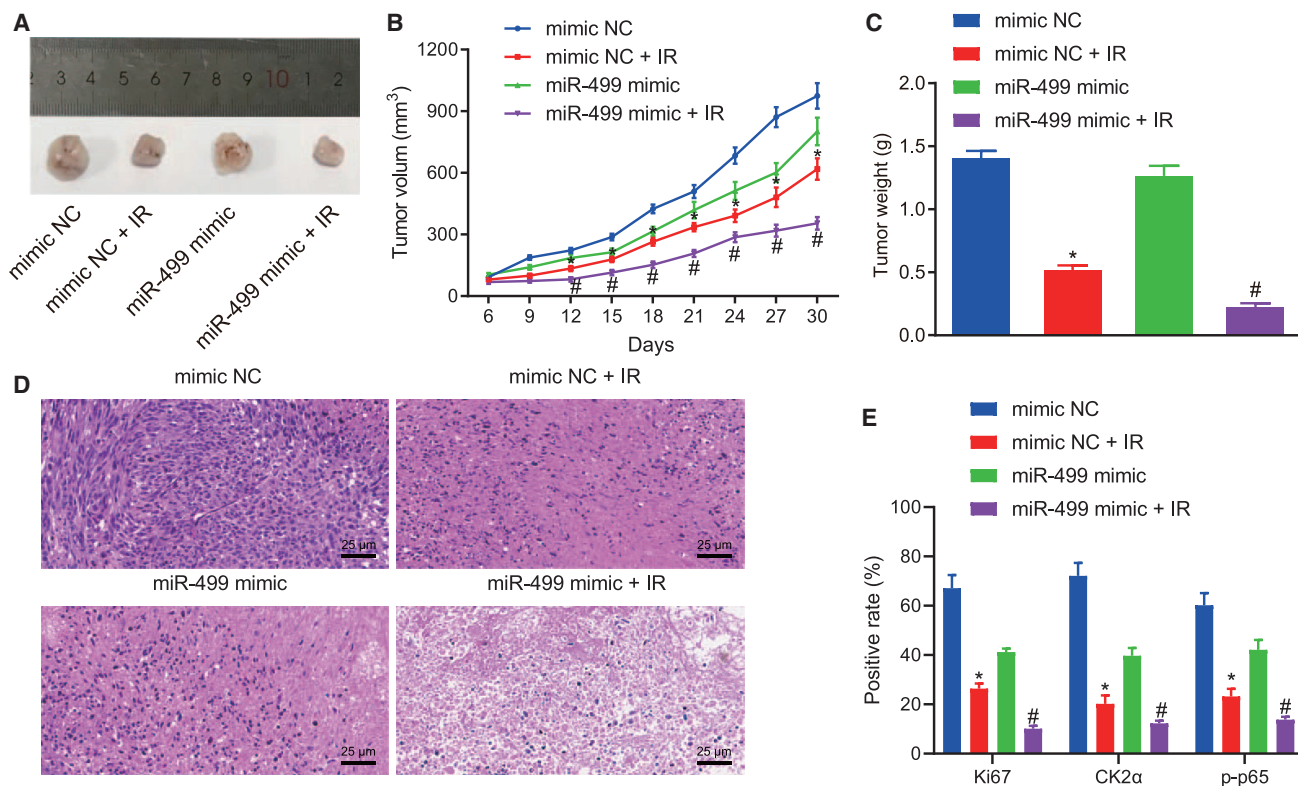 A
2 3 4 5 6 7 8 9 10 1 2
mimic NC
mimic NC + IR
miR-499 mimic
miR-499 mimic + IR
B
mimic NC
mimic NC + IR
miR-499 mimic
miR-499 mimic + IR
Tumor volum (mm³)
1200
900
600
300
0
* * * * * * *
# # # # # # #
6 9 12 15 18 21 24 27 30
Days
C
mimic NC
mimic NC + IR
miR-499 mimic
miR-499 mimic + IR
Tumor weight (g)
2.0
1.5
1.0
0.5
0.0
*
#
D
mimic NC
mimic NC + IR
25 µm
25 µm
miR-499 mimic
miR-499 mimic + IR
25 µm
25 µm
E
mimic NC
mimic NC + IR
miR-499 mimic
miR-499 mimic + IR
Positive rate (%)
100
80
60
40
20
0
* # * # * #
Ki67 CK2α p-p65